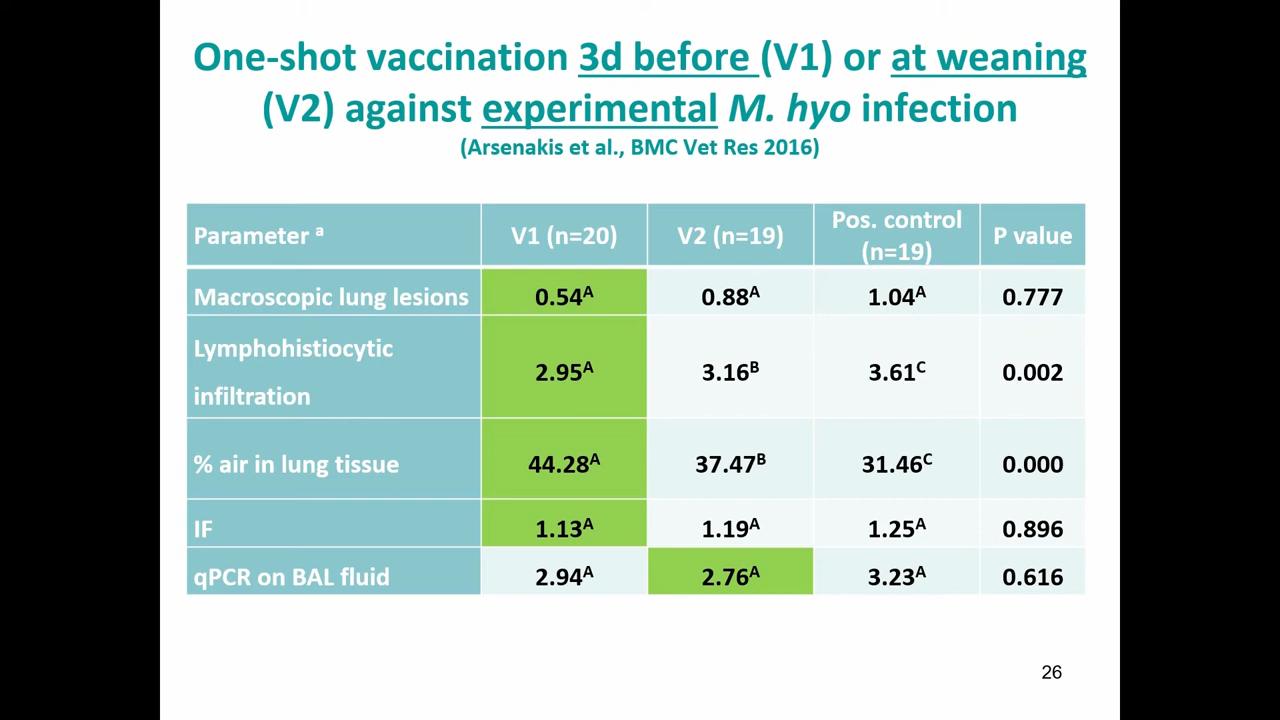 One-shot vaccination 3d before (V1) or at weaning
(V2) against experimental M. hyo infection
(Arsenakis et al., BMC Vet Res 2016)
Parameter ᵃ V1 (n=20) V2 (n=19) Pos. control (n=19) P value
Macroscopic lung lesions 0.54ᴬ 0.88ᴬ 1.04ᴬ 0.777
Lymphohistiocytic infiltration 2.95ᴬ 3.16ᴮ 3.61ꟲ 0.002
% air in lung tissue 44.28ᴬ 37.47ᴮ 31.46ꟲ 0.000
IF 1.13ᴬ 1.19ᴬ 1.25ᴬ 0.896
qPCR on BAL fluid 2.94ᴬ 2.76ᴬ 3.23ᴬ 0.616
26